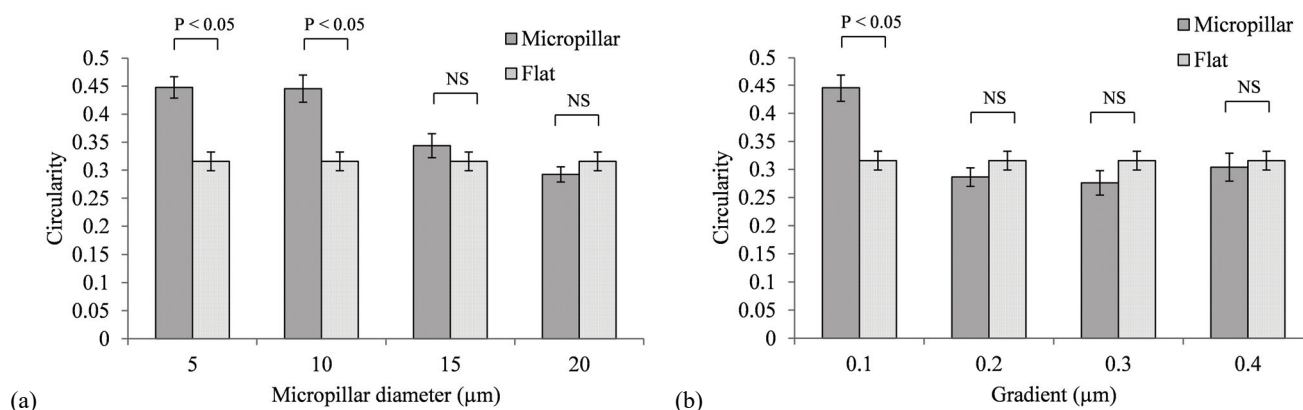 P < 0.05
P < 0.05
NS
NS
Micropillar
Flat
0.5
0.45
0.4
0.35
0.3
0.25
0.2
0.15
0.1
0.05
0
Circularity
5
10
15
20
Micropillar diameter (µm)
(a)
P < 0.05
NS
NS
NS
Micropillar
Flat
0.5
0.45
0.4
0.35
0.3
0.25
0.2
0.15
0.1
0.05
0
Circularity
0.1
0.2
0.3
0.4
Gradient (µm)
(b)